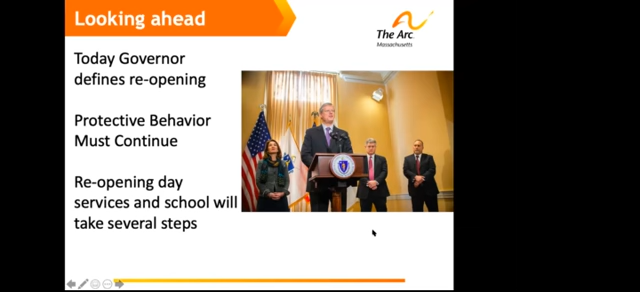 Looking ahead
The Arc
Massachusetts
Today Governor
defines re-opening
Protective Behavior
Must Continue
Re-opening day
services and school will
take several steps